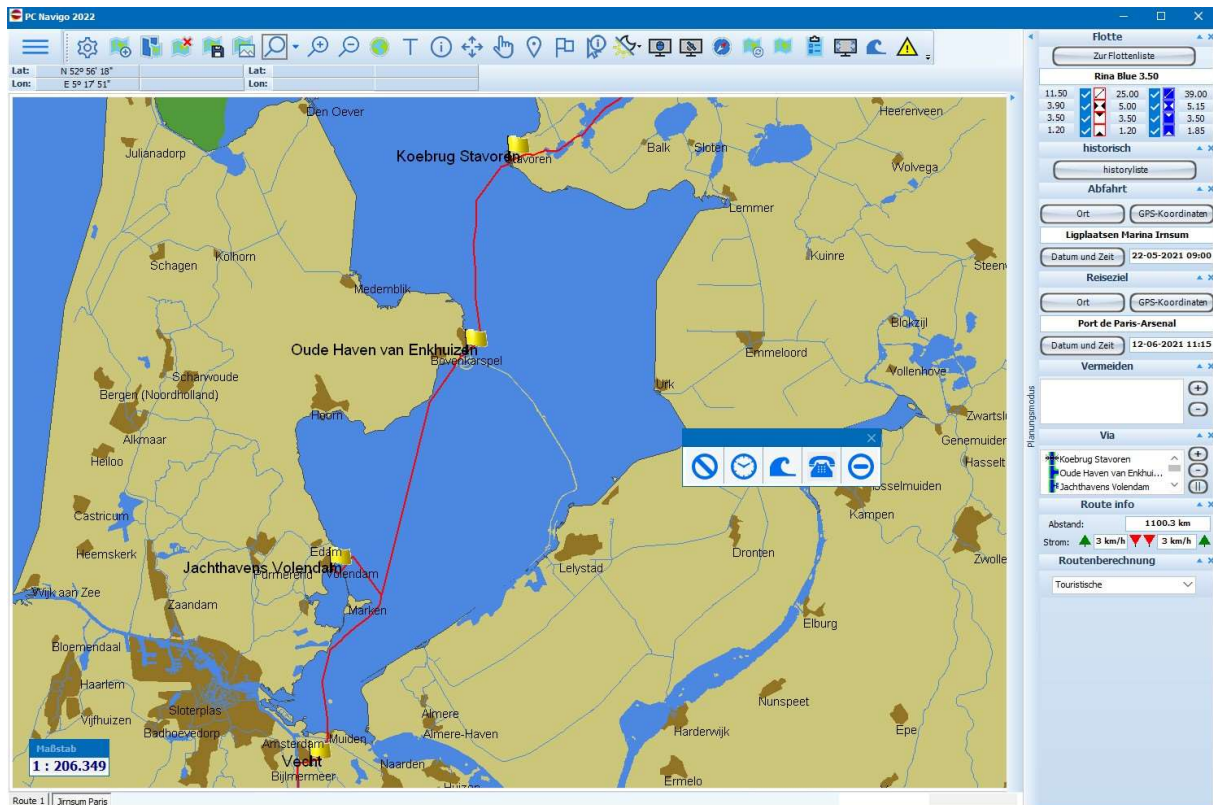 PC Navigo 2022
Lat: N 52° 56' 18" Lat:
Lon: E 5° 17' 51" Lon:
Den Oever
Heerenveen
Julianadorp
Koebrug Stavoren
Stavoren
Balk
Sloten
Wolvega
Lemmer
Schagen
Kolhorn
Kuinre
Steenw
Medemblik
Blokzijl
Oude Haven van Enkhuizen
Bovenkarspel
Emmeloord
Vollenhove
Scharwoude
Bergen (Noordholland)
Urk
Hoorn
Zwartslu
Alkmaar
Genemuiden
Heiloo
Hasselt
IJsselmuiden
Castricum
Kampen
Heemskerk
Edam
Dronten
Zwolle
Jachthavens Volendam
Purmerend
Volendam
Lelystad
Wijk aan Zee
Zaandam
Marken
Elburg
Bloemendaal
Haarlem
Nunspeet
Vijfhuizen
Sloterplas
Almere
Badhoevedorp
Almere-Haven
Harderwijk
Epe
Amsterdam
Muiden
Vecht
Naarden
Bijlmermeer
Huizen
Ermelo
Maßstab
1 : 206.349
Route 1
Jirnsum Paris
Planungsmodus
Flotte
Zur Flottenliste
Rina Blue 3.50
11.50 25.00 39.00
3.90 5.00 5.15
3.50 3.50 3.50
1.20 1.20 1.85
historisch
historyliste
Abfahrt
Ort GPS-Koordinaten
Ligplaatsen Marina Irnsum
Datum und Zeit 22-05-2021 09:00
Reiseziel
Ort GPS-Koordinaten
Port de Paris-Arsenal
Datum und Zeit 12-06-2021 11:15
Vermeiden
Via
Koebrug Stavoren
Oude Haven van Enkhui...
Jachthavens Volendam
Route info
Abstand: 1100.3 km
Strom: 3 km/h 3 km/h
Routenberechnung
Touristische